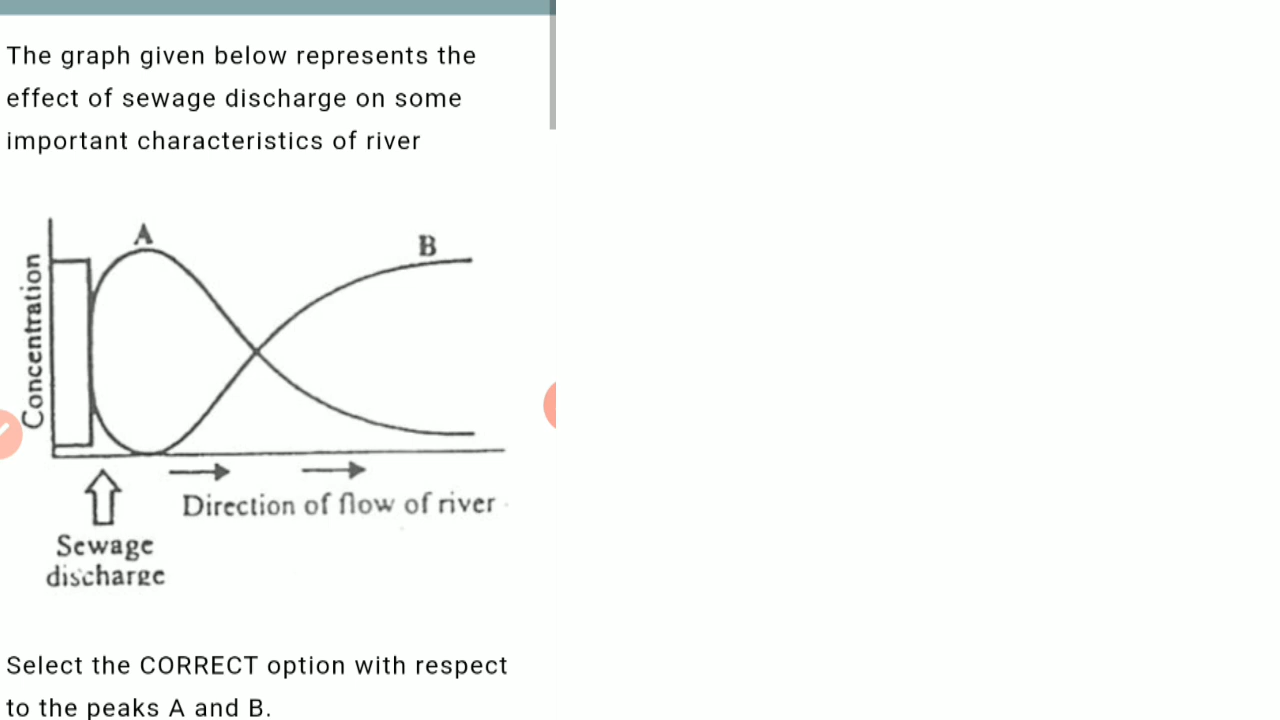 The graph given below represents the
effect of sewage discharge on some
important characteristics of river
A
B
Concentration
Direction of flow of river
Sewage
discharge
Select the CORRECT option with respect
to the peaks A and B.